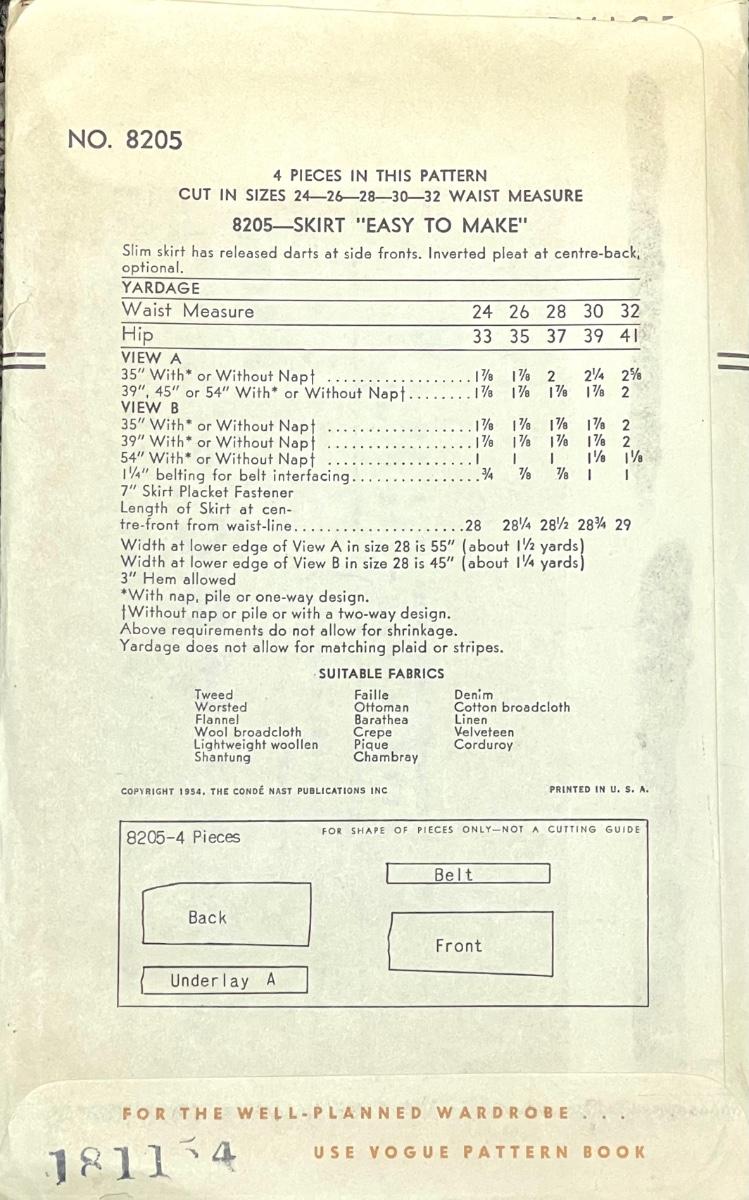 NO. 8205
4 PIECES IN THIS PATTERN
CUT IN SIZES 24—26—28—30—32 WAIST MEASURE
8205—SKIRT "EASY TO MAKE"
Slim skirt has released darts at side fronts. Inverted pleat at centre-back, optional.
YARDAGE
Waist Measure 24 26 28 30 32
Hip 33 35 37 39 41
VIEW A
35" With* or Without Nap† ..................1⅞ 1⅞ 2 2¼ 2⅝
39", 45" or 54" With* or Without Nap†........1⅞ 1⅞ 1⅞ 1⅞ 2
VIEW B
35" With* or Without Nap† ..................1⅞ 1⅞ 1⅞ 1⅞ 2
39" With* or Without Nap† ..................1⅞ 1⅞ 1⅞ 1⅞ 2
54" With* or Without Nap† ..................1 1 1 1⅛ 1⅛
1¼" belting for belt interfacing...............¾ ⅞ ⅞ 1 1
7" Skirt Placket Fastener
Length of Skirt at cen-
tre-front from waist-line......................28 28¼ 28½ 28¾ 29
Width at lower edge of View A in size 28 is 55" (about 1½ yards)
Width at lower edge of View B in size 28 is 45" (about 1¼ yards)
3" Hem allowed
*With nap, pile or one-way design.
†Without nap or pile or with a two-way design.
Above requirements do not allow for shrinkage.
Yardage does not allow for matching plaid or stripes.
SUITABLE FABRICS
Tweed Faille Denim
Worsted Ottoman Cotton broadcloth
Flannel Barathea Linen
Wool broadcloth Crepe Velveteen
Lightweight woollen Pique Corduroy
Shantung Chambray
COPYRIGHT 1954, THE CONDÉ NAST PUBLICATIONS INC PRINTED IN U. S. A.
8205-4 Pieces FOR SHAPE OF PIECES ONLY—NOT A CUTTING GUIDE
Belt
Back
Front
Underlay A
FOR THE WELL-PLANNED WARDROBE . . .
USE VOGUE PATTERN BOOK